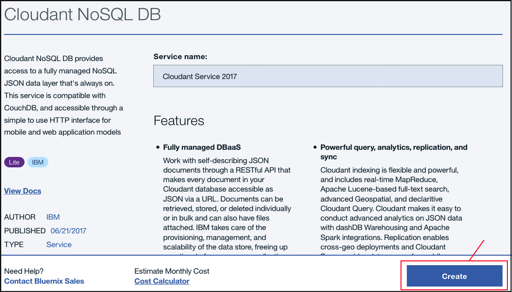 Cloudant NoSQL DB
Cloudant NoSQL DB provides
access to a fully managed NoSQL
JSON data layer that's always on.
This service is compatible with
CouchDB, and accessible through a
simple to use HTTP interface for
mobile and web application models
Lite
IBM
View Docs
AUTHOR IBM
PUBLISHED 06/21/2017
TYPE Service
Service name:
Cloudant Service 2017
Features
Fully managed DBaaS
Work with self-describing JSON
documents through a RESTful API that
makes every document in your
Cloudant database accessible as
JSON via a URL. Documents can be
retrieved, stored, or deleted individually
or in bulk and can also have files
attached. IBM takes care of the
provisioning, management, and
scalability of the data store, freeing up
Powerful query, analytics, replication, and
sync
Cloudant indexing is flexible and powerful,
and includes real-time MapReduce,
Apache Lucene-based full-text search,
advanced Geospatial, and declaritive
Cloudant Query. Cloudant makes it easy to
conduct advanced analytics on JSON data
with dashDB Warehousing and Apache
Spark integrations. Replication enables
cross-geo deployments and Cloudant
Need Help?
Contact Bluemix Sales
Estimate Monthly Cost
Cost Calculator
Create